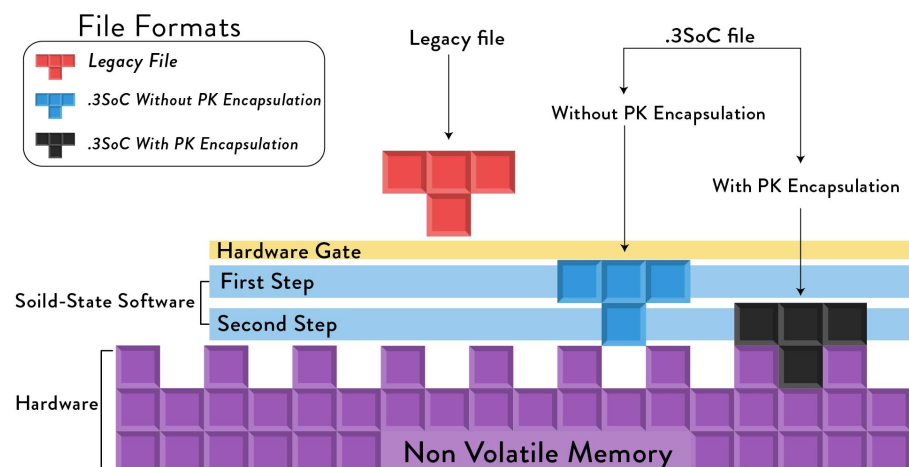 File Formats
Legacy File
.3SoC Without PK Encapsulation
.3SoC With PK Encapsulation
Legacy file
.3SoC file
Without PK Encapsulation
With PK Encapsulation
Hardware Gate
First Step
Soild-State Software
Second Step
Hardware
Non Volatile Memory